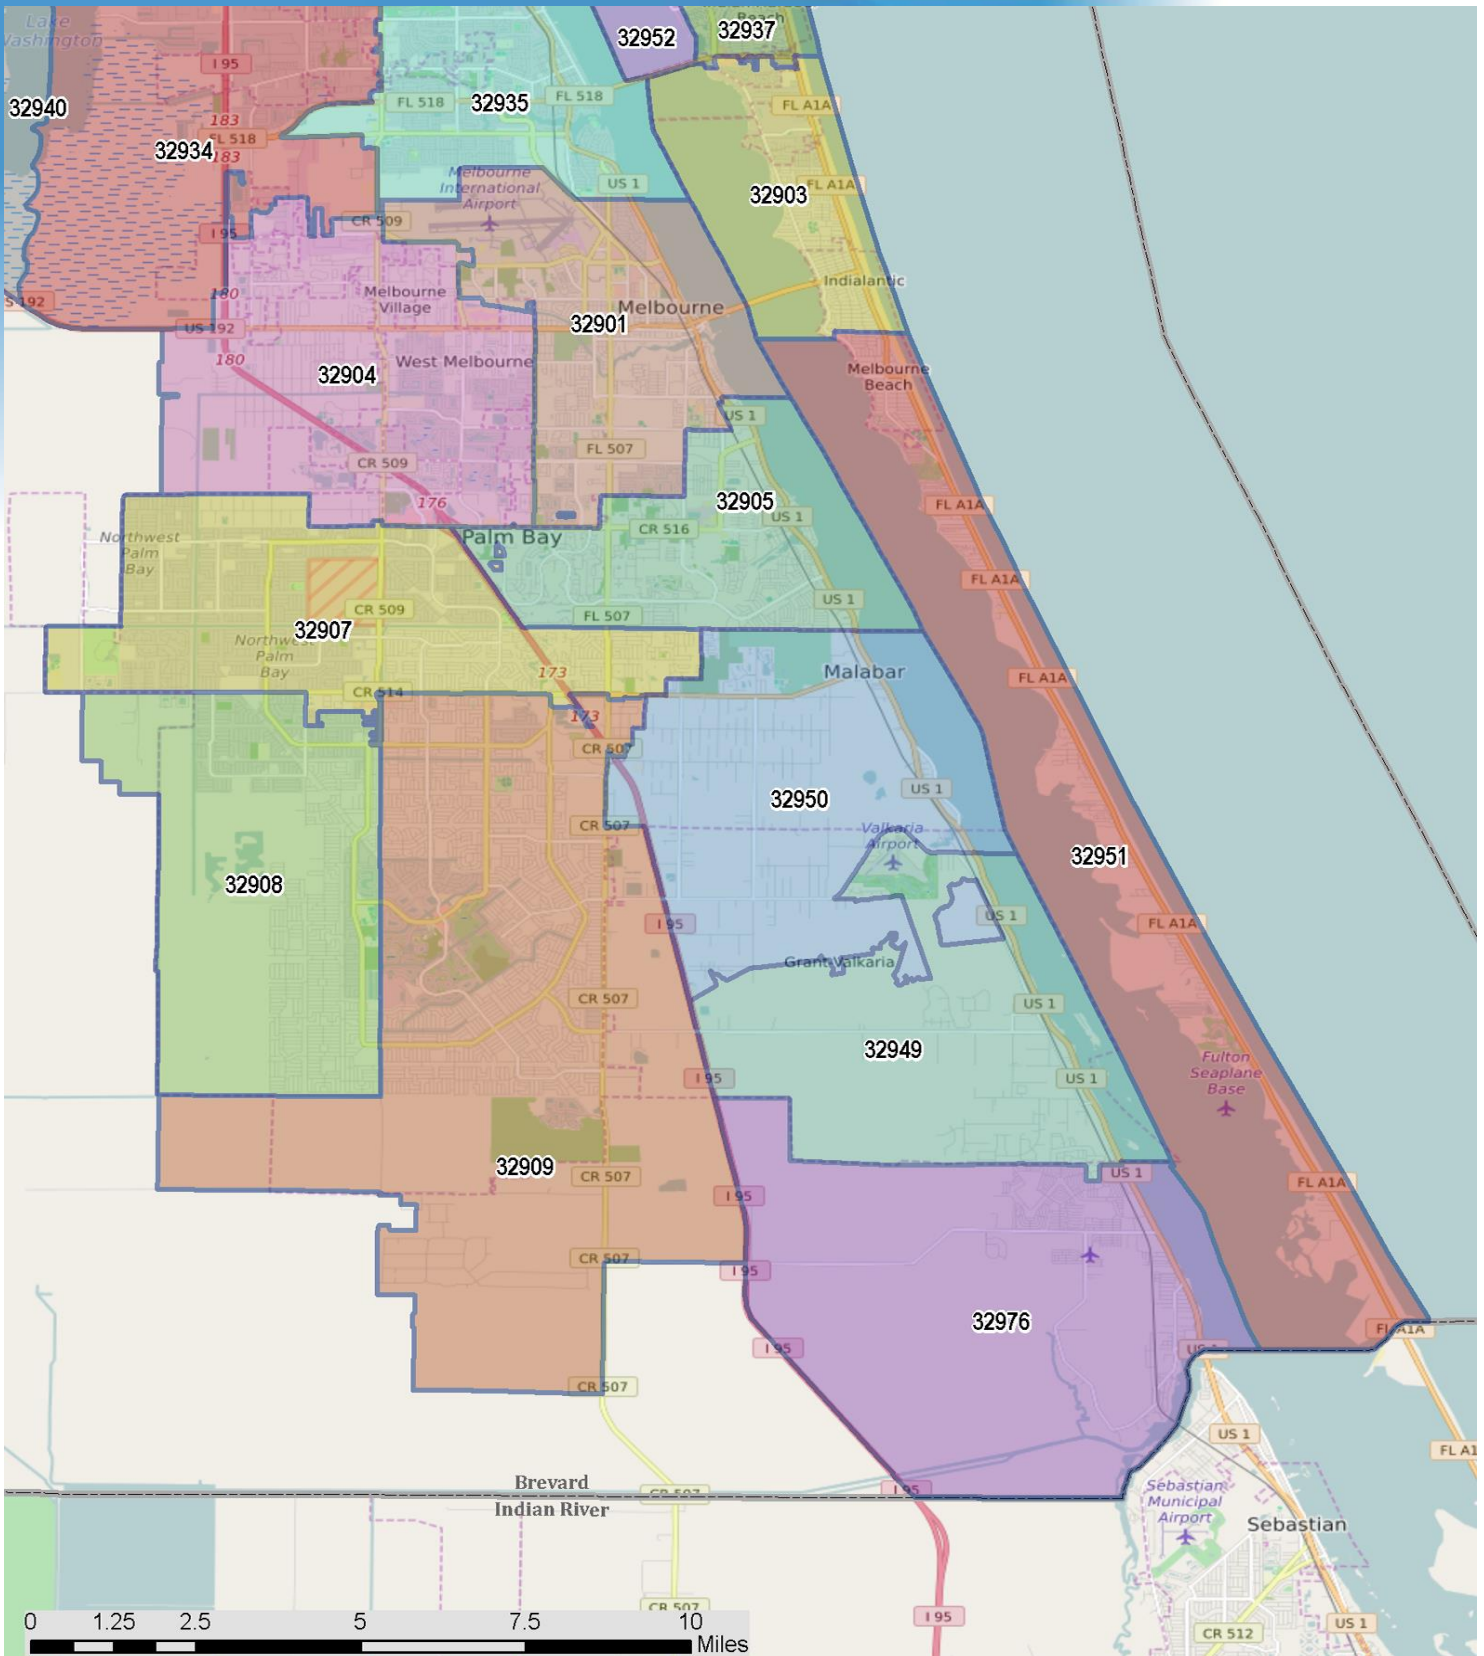 Lake
Washington
Beach
32952
32937
I 95
32940
FL 518
32935
FL 518
FL A1A
183
FL 518
32934
183
Melbourne
International
Airport
US 1
32903
FL A1A
CR 509
I 95
Indialantic
180
Melbourne
Village
Melbourne
S 192
US 192
32901
180
32904
West Melbourne
Melbourne
Beach
US 1
FL 507
CR 509
176
32905
FL A1A
US 1
CR 516
Palm Bay
Northwest
Palm
Bay
FL A1A
CR 509
US 1
FL 507
32907
Northwest
Palm
Bay
173
Malabar
FL A1A
CR 514
173
CR 507
US 1
32950
CR 507
Valkaria
Airport
32951
32908
US 1
I 95
FL A1A
Grant-Valkaria
CR 507
US 1
32949
Fulton
Seaplane
Base
I 95
US 1
32909
CR 507
US 1
FL A1A
I 95
CR 507
I 95
32976
FL A1A
I 95
US 1
CR 507
US 1
FL A1
Brevard
CR 507
I 95
Indian River
Sebastian
Municipal
Airport
Sebastian
CR 507
I 95
US 1
CR 512
0 1.25 2.5 5 7.5 10
Miles